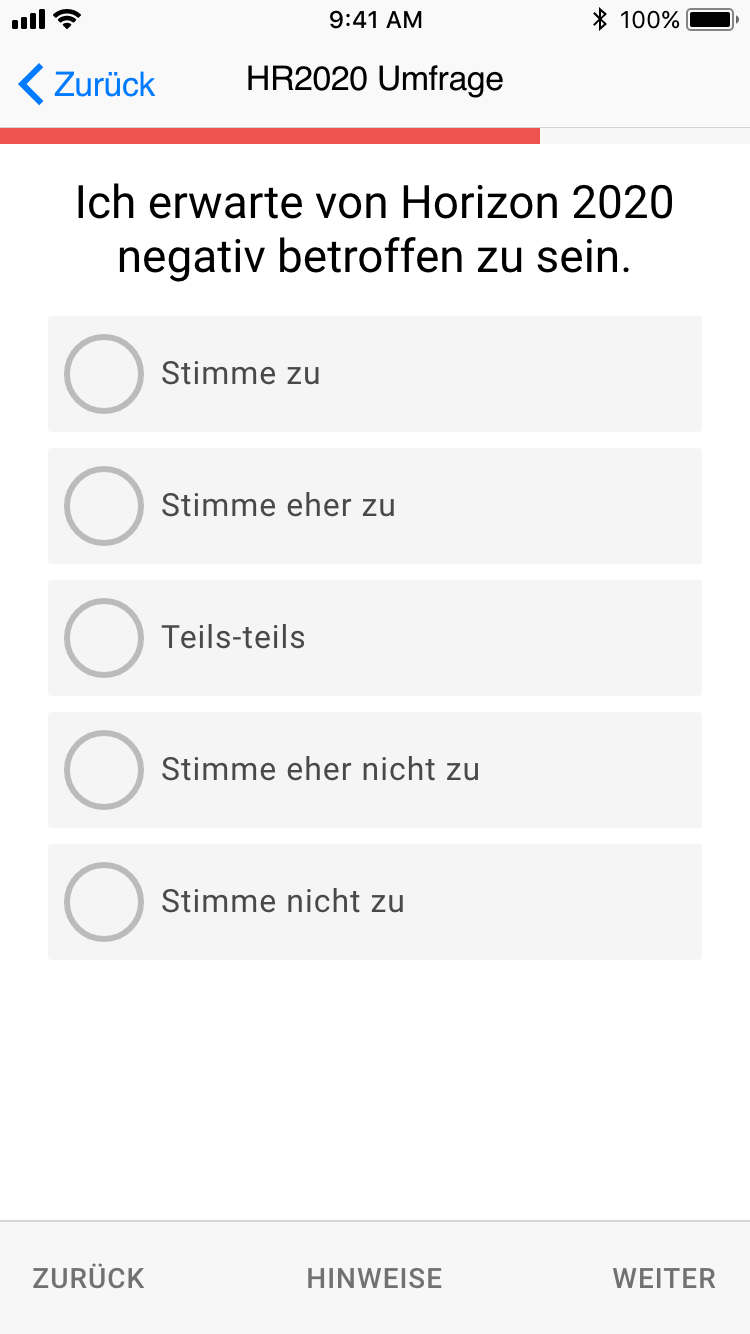 9:41 AM
100%
Zurück
HR2020 Umfrage
Ich erwarte von Horizon 2020
negativ betroffen zu sein.
Stimme zu
Stimme eher zu
Teils-teils
Stimme eher nicht zu
Stimme nicht zu
ZURÜCK
HINWEISE
WEITER